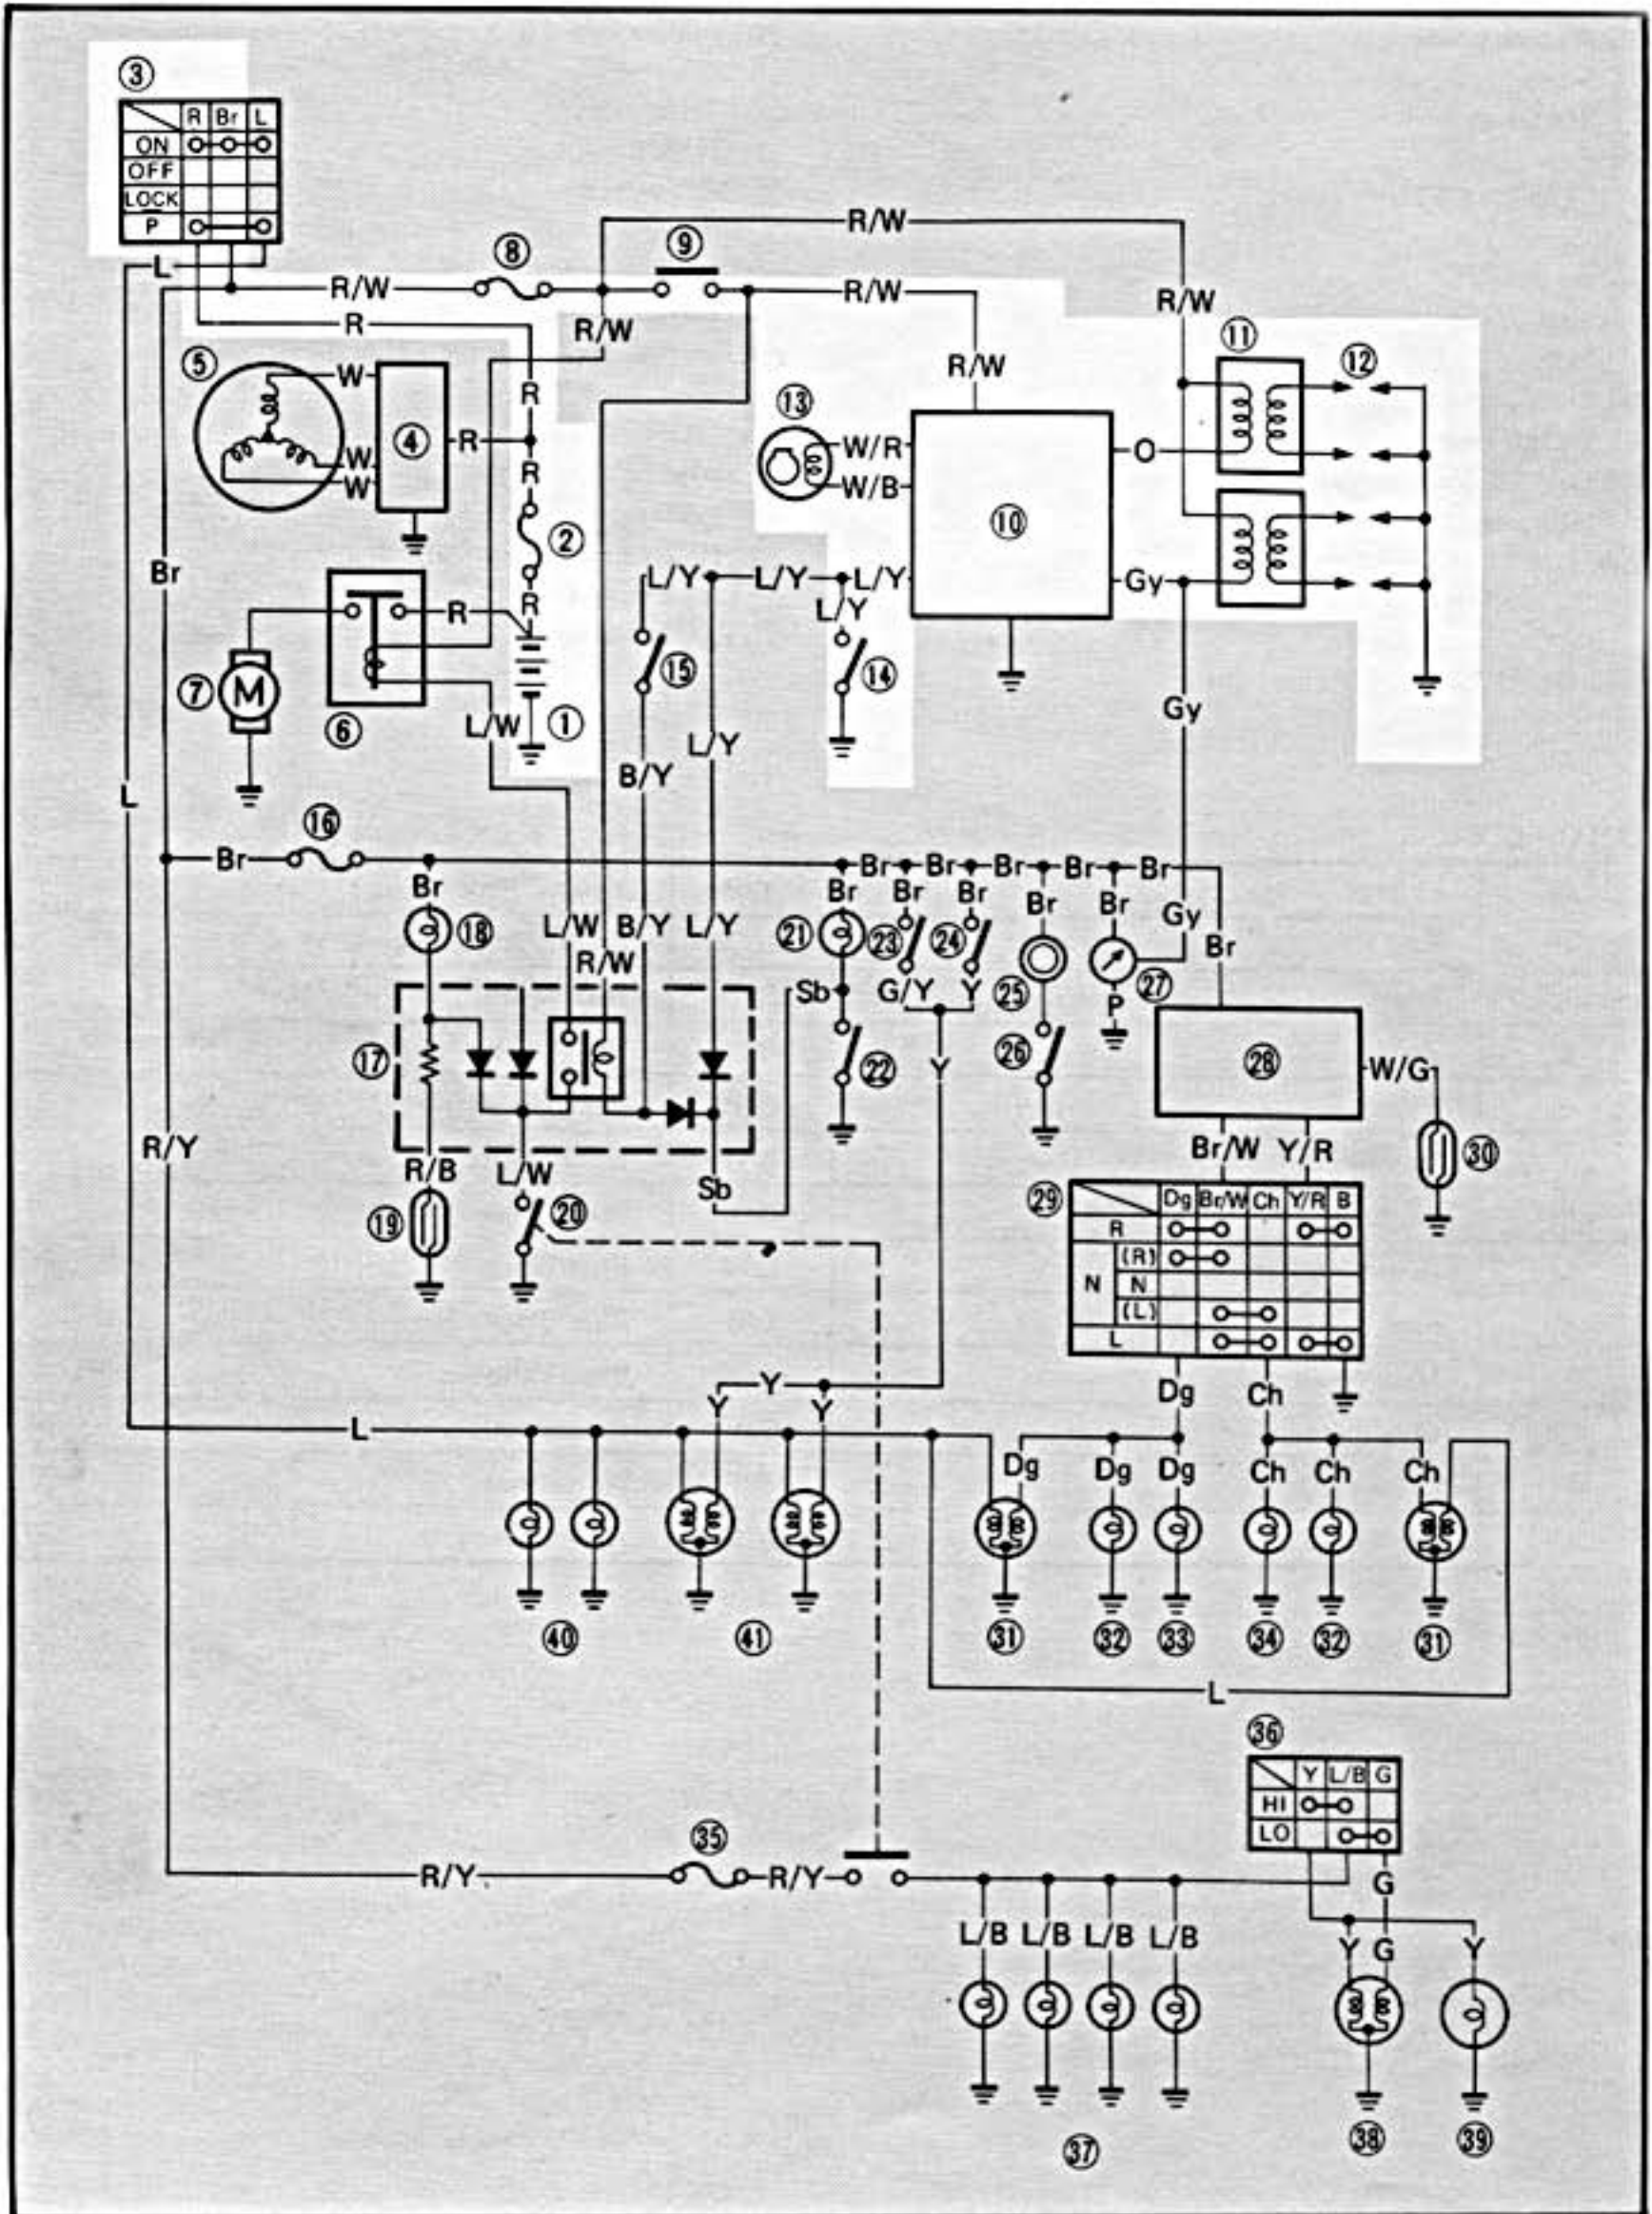 ③
R Br L
ON
OFF
LOCK
P
L
R/W
⑧
⑨
R/W
R/W
R/W
R
R/W
R/W
⑤
W
④
R
R
W
W
R
②
R
⑪
⑫
⑬
W/R
W/B
⑩
O
Gy
Br
L/Y
L/Y
L/Y
L/Y
R
⑦
M
⑥
⑮
⑭
L/W
①
L/Y
B/Y
Gy
L
⑯
Br
Br
Br
Br
Br
Br
Br
Br
Br
Br
Br
Br
Br
⑱
L/W
B/Y
L/Y
R/W
㉑
㉓
㉔
Gy
Br
Sb
G/Y
Y
㉕
㉗
P
⑰
㉒
Y
㉖
㉘
W/G
R/Y
R/B
L/W
Sb
Br/W
Y/R
㉚
⑲
⑳
㉙
Dg Br/W Ch Y/R B
R
N
(R)
N
(L)
L
Dg
Ch
Y
Y
Y
L
Dg
Dg
Dg
Ch
Ch
Ch
㊵
㊶
㉛
㉜
㉝
㉞
㉜
㉛
L
㊱
Y L/B G
HI
LO
㉟
R/Y
R/Y
G
L/B
L/B
L/B
L/B
Y
G
Y
㊲
㊳
㊴